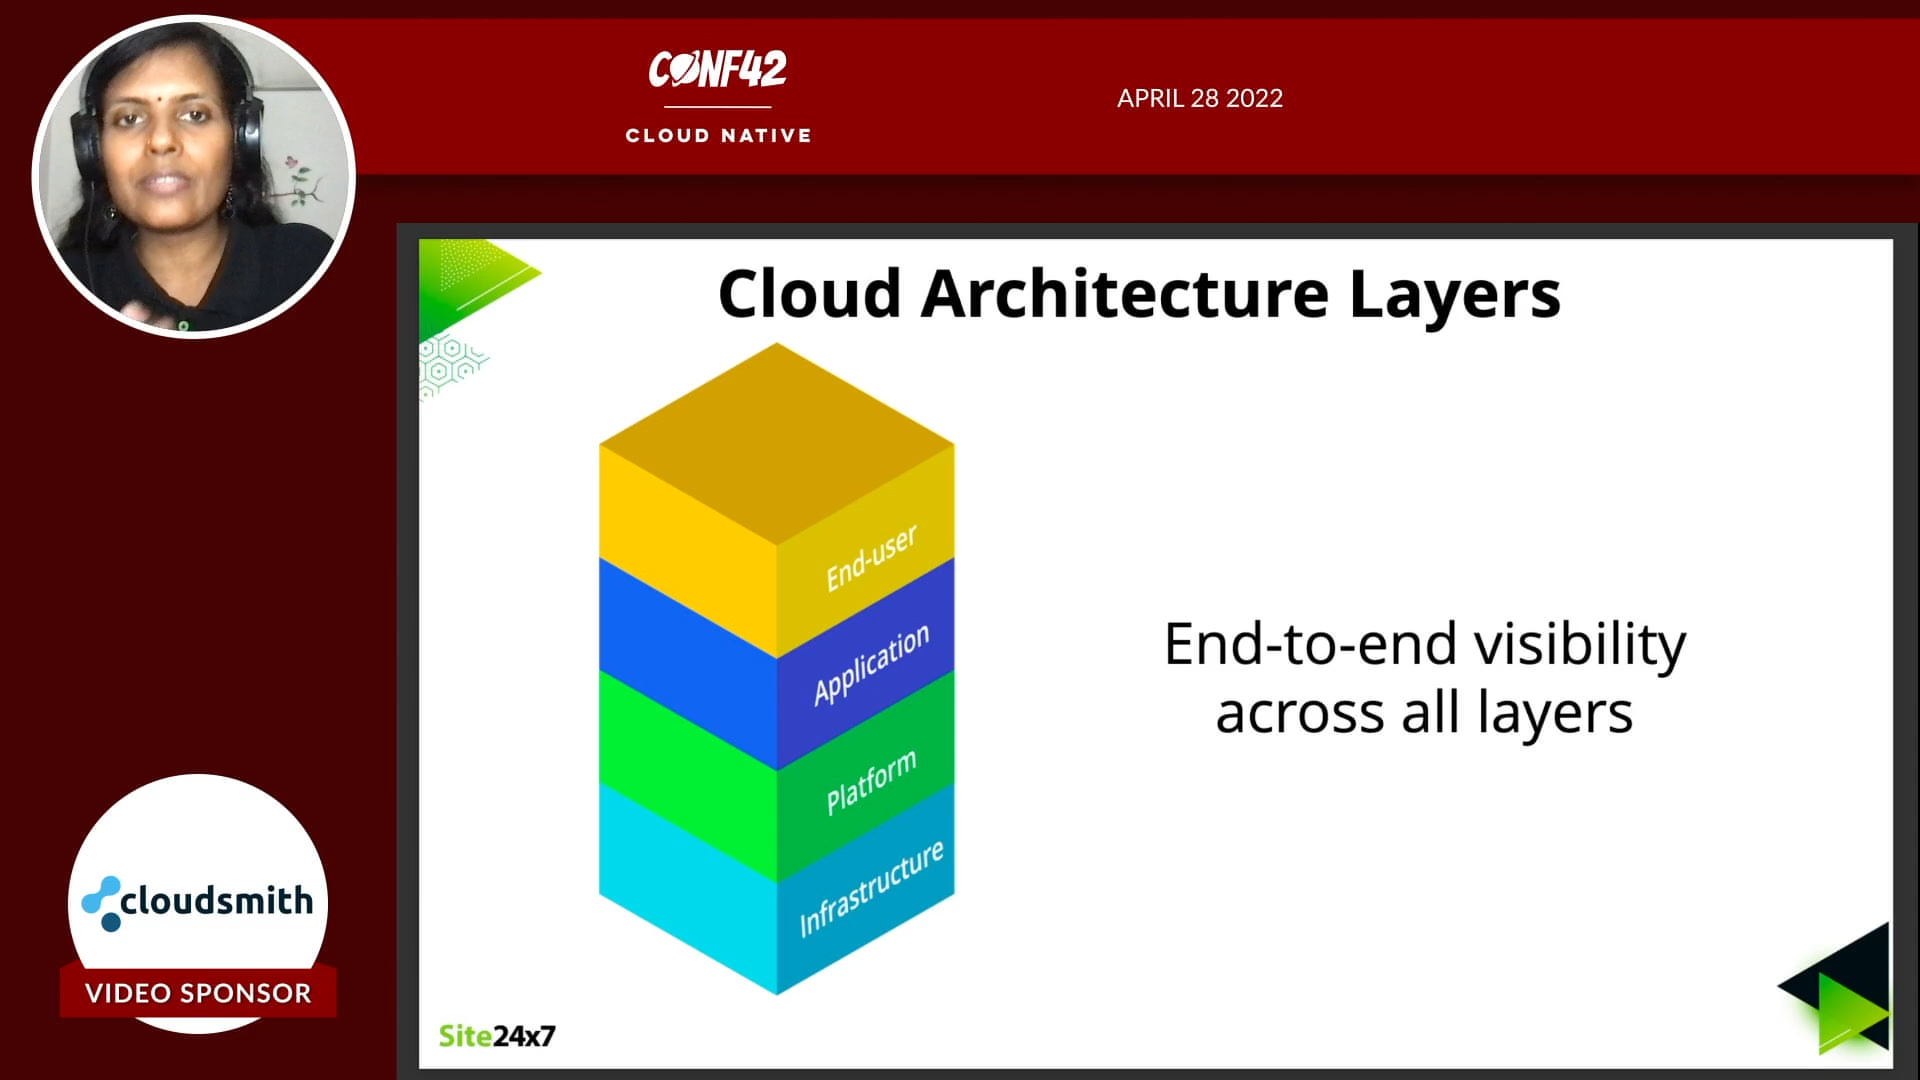 CONF42
CLOUD NATIVE
APRIL 28 2022
Cloud Architecture Layers
End-user
Application
Platform
Infrastructure
End-to-end visibility
across all layers
Site24x7
cloudsmith
VIDEO SPONSOR